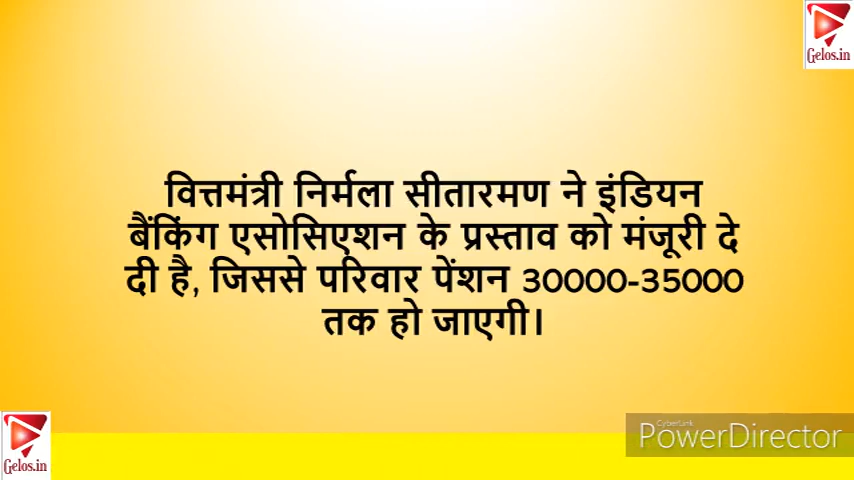 Gelos.in
वित्तमंत्री निर्मला सीतारमण ने इंडियन
बैंकिंग एसोसिएशन के प्रस्ताव को मंजूरी दे
दी है, जिससे परिवार पेंशन 30000-35000
तक हो जाएगी।
CyberLink
PowerDirector
Gelos.in